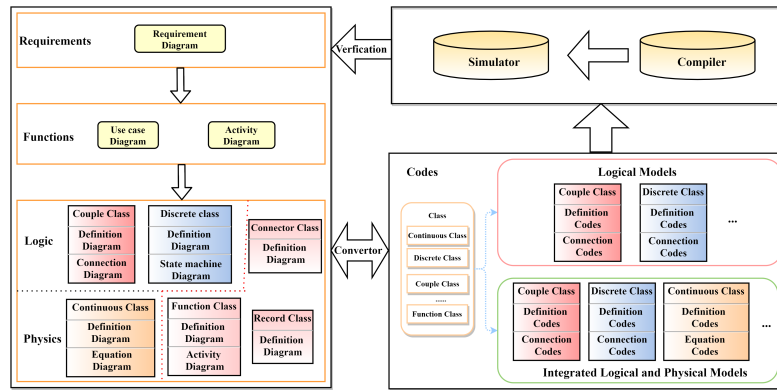 Requirements
Requirement
Diagram
Functions
Use case
Diagram
Activity
Diagram
Logic
Couple Class
Definition
Diagram
Connection
Diagram
Discrete class
Definition
Diagram
State machine
Diagram
Connector Class
Definition
Diagram
Physics
Continuous Class
Definition
Diagram
Equation
Diagram
Function Class
Definition
Diagram
Activity
Diagram
Record Class
Definition
Diagram
Verfication
Convertor
Simulator
Compiler
Codes
Class
Continuous Class
Discrete Class
Couple Class
......
Function Class
Logical Models
Couple Class
Definition
Codes
Connection
Codes
Discrete Class
Definition
Codes
Connection
Codes
...
Couple Class
Definition
Codes
Connection
Codes
Discrete Class
Definition
Codes
Connection
Codes
Continuous Class
Definition
Codes
Equation
Codes
...
Integrated Logical and Physical Models